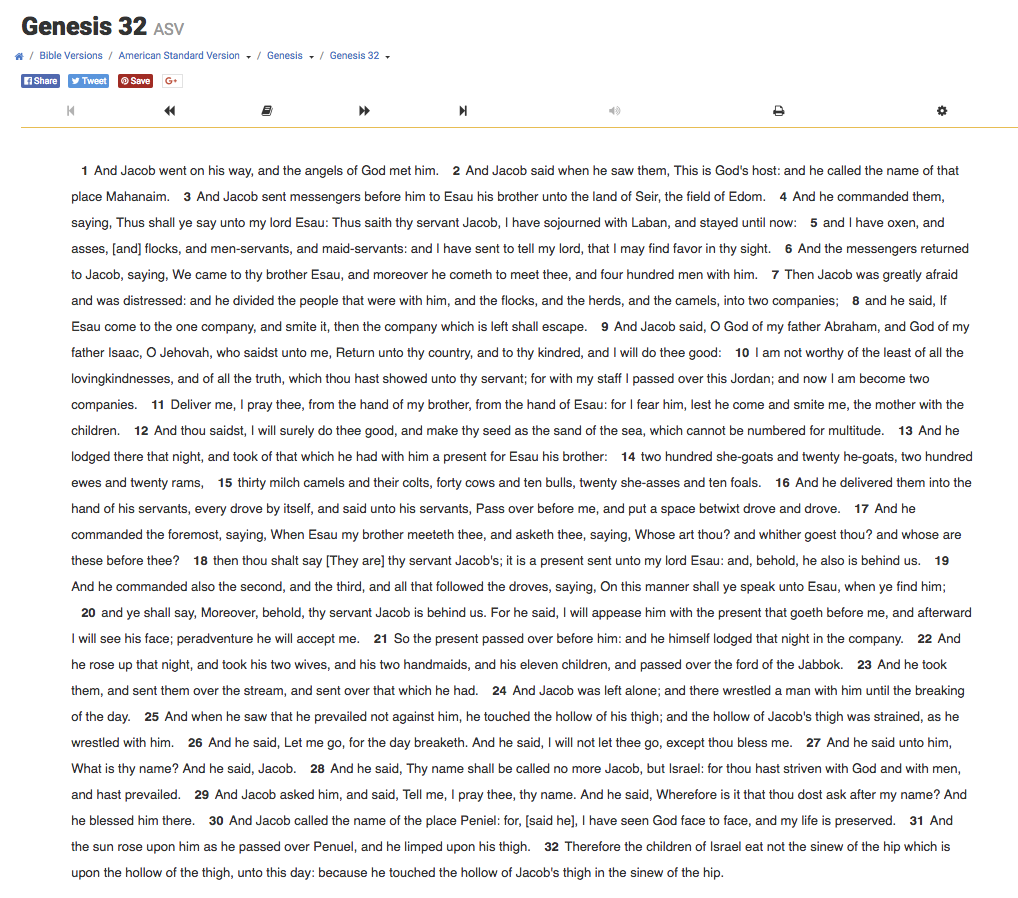 Genesis 32 ASV
/ Bible Versions / American Standard Version / Genesis / Genesis 32
Share Tweet Save G+
1 And Jacob went on his way, and the angels of God met him. 2 And Jacob said when he saw them, This is God's host: and he called the name of that
place Mahanaim. 3 And Jacob sent messengers before him to Esau his brother unto the land of Seir, the field of Edom. 4 And he commanded them,
saying, Thus shall ye say unto my lord Esau: Thus saith thy servant Jacob, I have sojourned with Laban, and stayed until now: 5 and I have oxen, and
asses, [and] flocks, and men-servants, and maid-servants: and I have sent to tell my lord, that I may find favor in thy sight. 6 And the messengers returned
to Jacob, saying, We came to thy brother Esau, and moreover he cometh to meet thee, and four hundred men with him. 7 Then Jacob was greatly afraid
and was distressed: and he divided the people that were with him, and the flocks, and the herds, and the camels, into two companies; 8 and he said, If
Esau come to the one company, and smite it, then the company which is left shall escape. 9 And Jacob said, O God of my father Abraham, and God of my
father Isaac, O Jehovah, who saidst unto me, Return unto thy country, and to thy kindred, and I will do thee good: 10 I am not worthy of the least of all the
lovingkindnesses, and of all the truth, which thou hast showed unto thy servant; for with my staff I passed over this Jordan; and now I am become two
companies. 11 Deliver me, I pray thee, from the hand of my brother, from the hand of Esau: for I fear him, lest he come and smite me, the mother with the
children. 12 And thou saidst, I will surely do thee good, and make thy seed as the sand of the sea, which cannot be numbered for multitude. 13 And he
lodged there that night, and took of that which he had with him a present for Esau his brother: 14 two hundred she-goats and twenty he-goats, two hundred
ewes and twenty rams, 15 thirty milch camels and their colts, forty cows and ten bulls, twenty she-asses and ten foals. 16 And he delivered them into the
hand of his servants, every drove by itself, and said unto his servants, Pass over before me, and put a space betwixt drove and drove. 17 And he
commanded the foremost, saying, When Esau my brother meeteth thee, and asketh thee, saying, Whose art thou? and whither goest thou? and whose are
these before thee? 18 then thou shalt say [They are] thy servant Jacob's; it is a present sent unto my lord Esau: and, behold, he also is behind us. 19
And he commanded also the second, and the third, and all that followed the droves, saying, On this manner shall ye speak unto Esau, when ye find him;
20 and ye shall say, Moreover, behold, thy servant Jacob is behind us. For he said, I will appease him with the present that goeth before me, and afterward
I will see his face; peradventure he will accept me. 21 So the present passed over before him: and he himself lodged that night in the company. 22 And
he rose up that night, and took his two wives, and his two handmaids, and his eleven children, and passed over the ford of the Jabbok. 23 And he took
them, and sent them over the stream, and sent over that which he had. 24 And Jacob was left alone; and there wrestled a man with him until the breaking
of the day. 25 And when he saw that he prevailed not against him, he touched the hollow of his thigh; and the hollow of Jacob's thigh was strained, as he
wrestled with him. 26 And he said, Let me go, for the day breaketh. And he said, I will not let thee go, except thou bless me. 27 And he said unto him,
What is thy name? And he said, Jacob. 28 And he said, Thy name shall be called no more Jacob, but Israel: for thou hast striven with God and with men,
and hast prevailed. 29 And Jacob asked him, and said, Tell me, I pray thee, thy name. And he said, Wherefore is it that thou dost ask after my name? And
he blessed him there. 30 And Jacob called the name of the place Peniel: for, [said he], I have seen God face to face, and my life is preserved. 31 And
the sun rose upon him as he passed over Penuel, and he limped upon his thigh. 32 Therefore the children of Israel eat not the sinew of the hip which is
upon the hollow of the thigh, unto this day: because he touched the hollow of Jacob's thigh in the sinew of the hip.